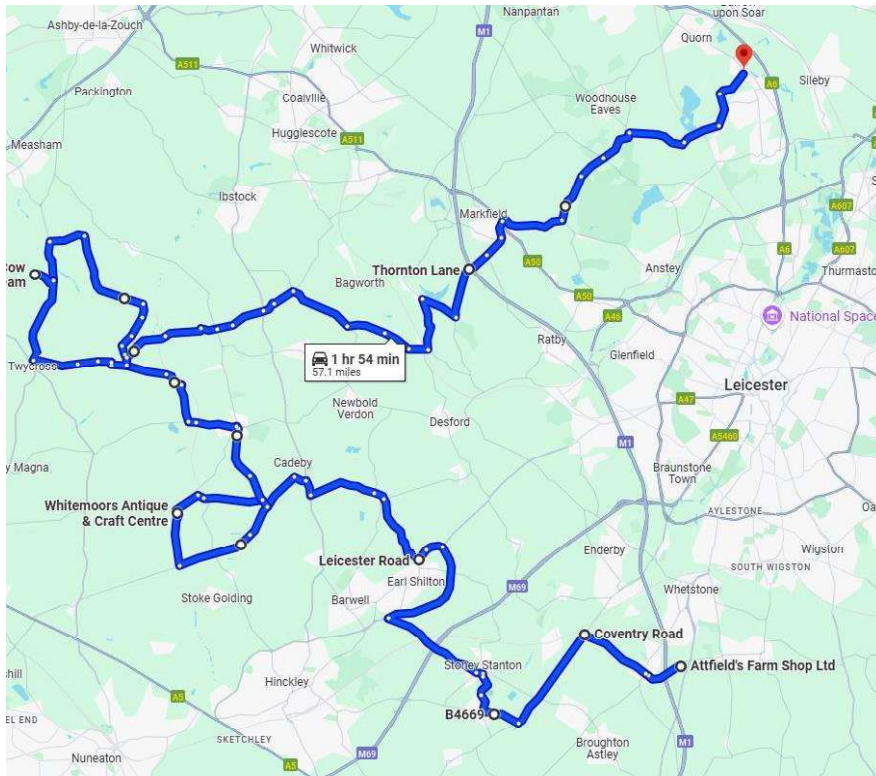 upon Soar
Nanpantan
Ashby-de-la-Zouch
M1
Quorn
Whitwick
A511
A6
Sileby
Packington
Coalville
Woodhouse
Eaves
Hugglescote
A511
Measham
Ibstock
A607
Markfield
A6
A607
Cow
Thornton Lane
A50
Anstey
Thurmaston
Bagworth
A50
A46
National Space
Ratby
1 hr 54 min
57.1 miles
Glenfield
Twycross
Leicester
Newbold
Verdon
A47
Desford
A5460
M1
Cadeby
Braunstone
Town
y Magna
Whitemoors Antique
& Craft Centre
AYLESTONE
Enderby
Wigston
Leicester Road
SOUTH WIGSTON
Earl Shilton
Stoke Golding
Barwell
M69
Whetstone
Coventry Road
Stoney Stanton
Attfield's Farm Shop Ltd
Hinckley
A5
B4669
EL END
SKETCHLEY
Broughton
Astley
M1
M69
Nuneaton
A5